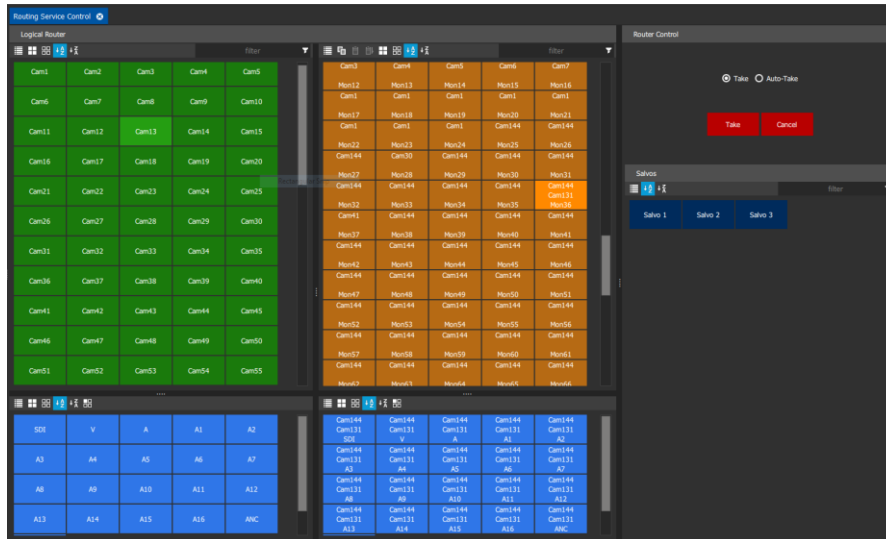 Routing Service Control
Logical Router
Router Control
filter
filter
Cam1 Cam2 Cam3 Cam4 Cam5
Cam6 Cam7 Cam8 Cam9 Cam10
Cam11 Cam12 Cam13 Cam14 Cam15
Cam16 Cam17 Cam18 Cam19 Cam20
Cam21 Cam22 Cam23 Cam24 Cam25
Cam26 Cam27 Cam28 Cam29 Cam30
Cam31 Cam32 Cam33 Cam34 Cam35
Cam36 Cam37 Cam38 Cam39 Cam40
Cam41 Cam42 Cam43 Cam44 Cam45
Cam46 Cam47 Cam48 Cam49 Cam50
Cam51 Cam52 Cam53 Cam54 Cam55
Cam3 Cam4 Cam5 Cam6 Cam7
Mon12 Mon13 Mon14 Mon15 Mon16
Cam1 Cam1 Cam1 Cam1 Cam1
Mon17 Mon18 Mon19 Mon20 Mon21
Cam1 Cam1 Cam1 Cam144 Cam144
Mon22 Mon23 Mon24 Mon25 Mon26
Cam144 Cam30 Cam144 Cam144 Cam144
Mon27 Mon28 Mon29 Mon30 Mon31
Cam144 Cam144 Cam144 Cam144 Cam144
Cam131
Mon32 Mon33 Mon34 Mon35 Mon36
Cam41 Cam144 Cam144 Cam144 Cam144
Mon37 Mon38 Mon39 Mon40 Mon41
Cam144 Cam144 Cam144 Cam144 Cam144
Mon42 Mon43 Mon44 Mon45 Mon46
Cam144 Cam144 Cam144 Cam144 Cam144
Mon47 Mon48 Mon49 Mon50 Mon51
Cam144 Cam144 Cam144 Cam144 Cam144
Mon52 Mon53 Mon54 Mon55 Mon56
Cam144 Cam144 Cam144 Cam144 Cam144
Mon57 Mon58 Mon59 Mon60 Mon61
Cam144 Cam144 Cam144 Cam144 Cam144
Mon62 Mon63 Mon64 Mon65 Mon66
Take Auto-Take
Take Cancel
Salvos
filter
Salvo 1 Salvo 2 Salvo 3
SDI V A A1 A2
A3 A4 A5 A6 A7
A8 A9 A10 A11 A12
A13 A14 A15 A16 ANC
Cam144 Cam144 Cam144 Cam144 Cam144
Cam131 Cam131 Cam131 Cam131 Cam131
SDI V A A1 A2
Cam144 Cam144 Cam144 Cam144 Cam144
Cam131 Cam131 Cam131 Cam131 Cam131
A3 A4 A5 A6 A7
Cam144 Cam144 Cam144 Cam144 Cam144
Cam131 Cam131 Cam131 Cam131 Cam131
A8 A9 A10 A11 A12
Cam144 Cam144 Cam144 Cam144 Cam144
Cam131 Cam131 Cam131 Cam131 Cam131
A13 A14 A15 A16 ANC